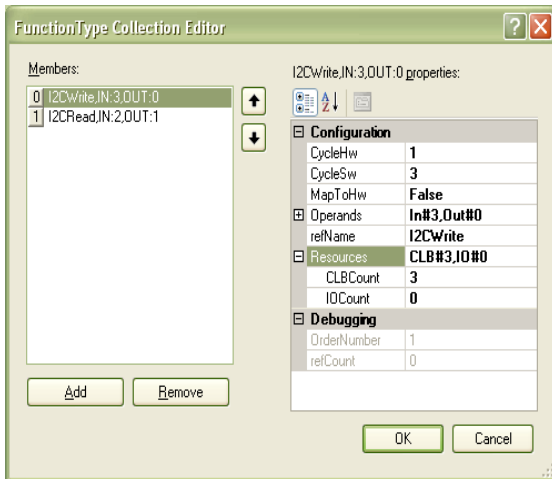 FunctionType Collection Editor
Members:
0 I2CWrite,IN:3,OUT:0
1 I2CRead,IN:2,OUT:1
Add Remove
I2CWrite,IN:3,OUT:0 properties:
Configuration
CycleHw 1
CycleSw 3
MapToHw False
Operands In#3,Out#0
refName I2CWrite
Resources CLB#3,IO#0
CLBCount 3
IOCount 0
Debugging
OrderNumber 1
refCount 0
OK Cancel